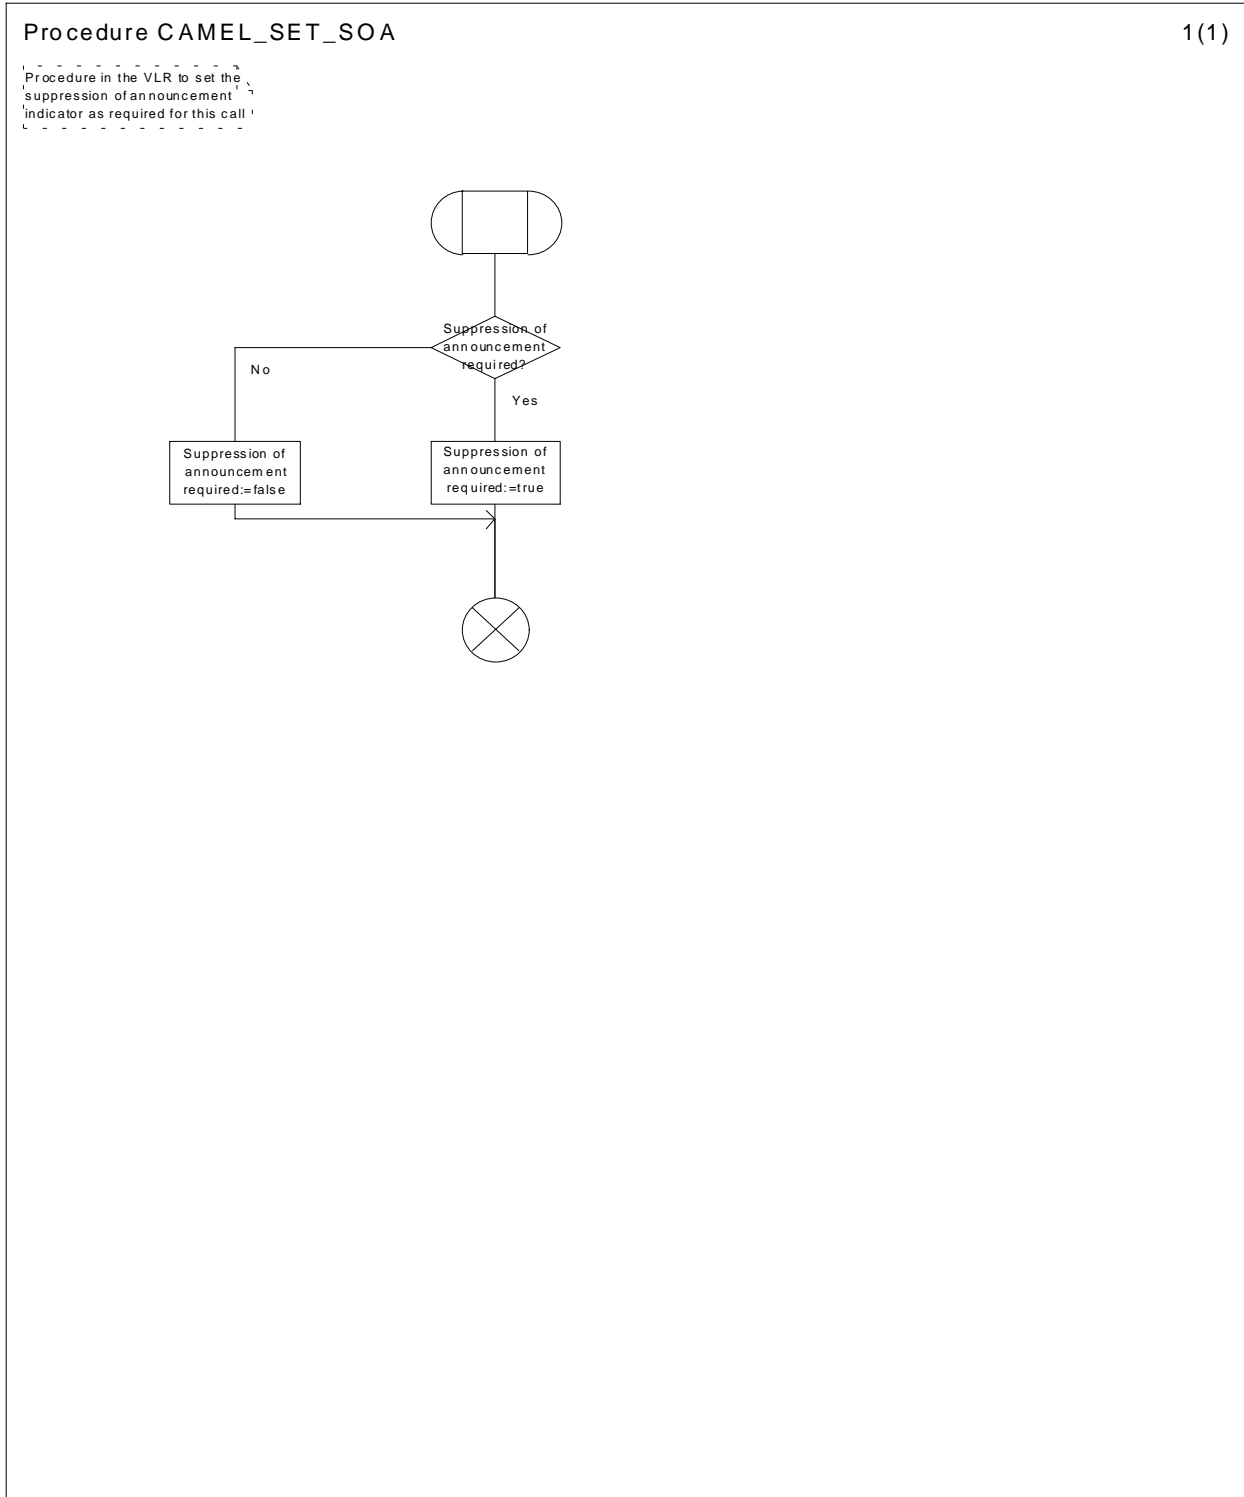 Procedure CAMEL_SET_SOA
1(1)
Procedure in the VLR to set the
suppression of announcement
indicator as required for this call
Suppression of
announcement
required?
No
Yes
Suppression of
announcement
required:=false
Suppression of
announcement
required:=true